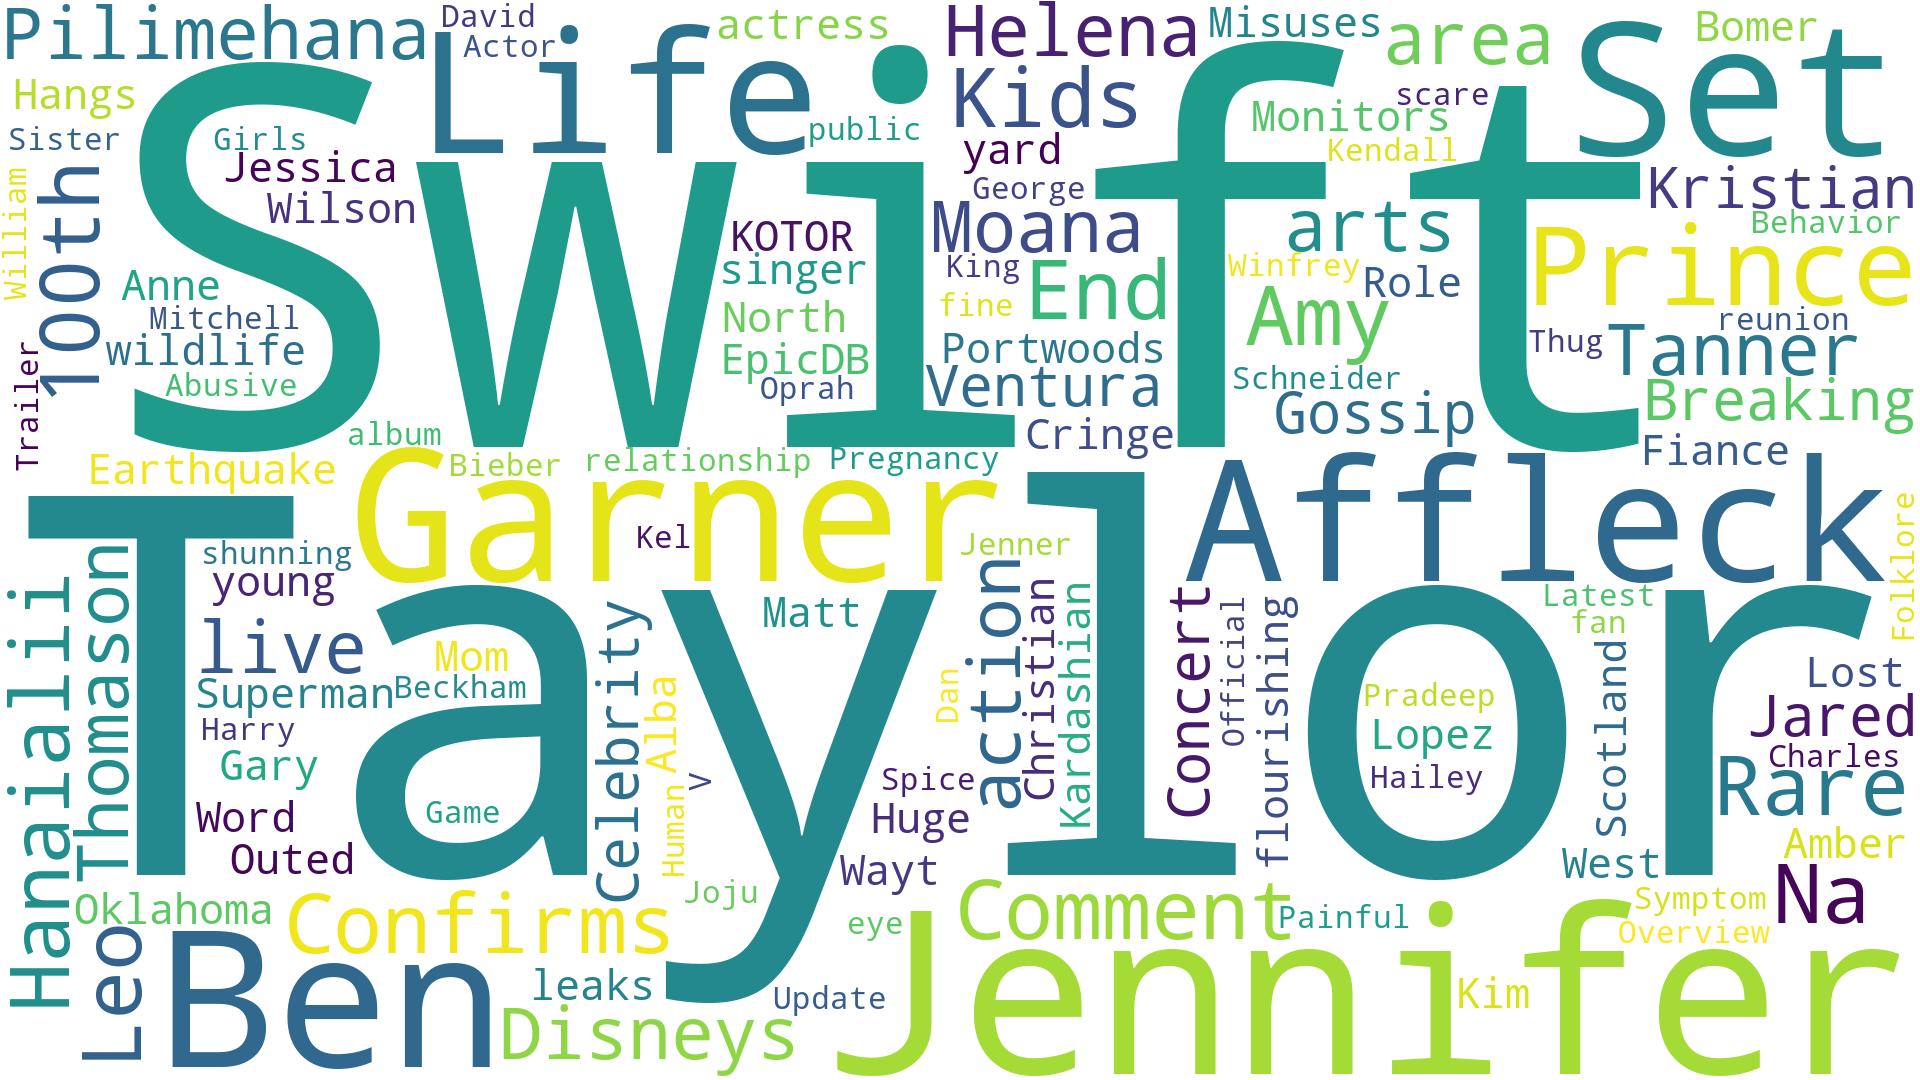 Pilimehana
David
Actor
actress
Helena
Misuses
area
Bomer
Hangs
Life
Kids
Set
Sister
Girls
public
Monitors
scare
Jessica
yard
Kendall
William
100th
Wilson
George
Kristian
Swift
KOTOR
Moana
arts
Behavior
Anne
singer
King
End
Winfrey
Role
Prince
Mitchell
North
fine
Amy
wildlife
EpicDB
Portwoods
Thug
reunion
Tanner
Trailer
Abusive
Oprah
Ventura
Schneider
Breaking
album
Cringe
Gossip
Fiance
Earthquake
Bieber
relationship
Pregnancy
Garner
Affleck
Kel
Jenner
Folklore
shunning
young
Thomason
Hanaialii
Taylor
live
Matt
action
Christian
Kardashian
Concert
Official
flourishing
Latest
fan
Mom
Celebrity
Superman
Beckham
Alba
Dan
Pradeep
Scotland
Lost
Harry
Lopez
Jared
Gary
V
Spice
Hailey
Charles
Rare
Word
Game
Human
Huge
Outed
Wayt
West
Amber
Oklahoma
Confirms
Joju
eye
Comment
Painful
Symptom
Overview
Na
Leo
Ben
leaks
Update
Jennifer
Kim
Disneys